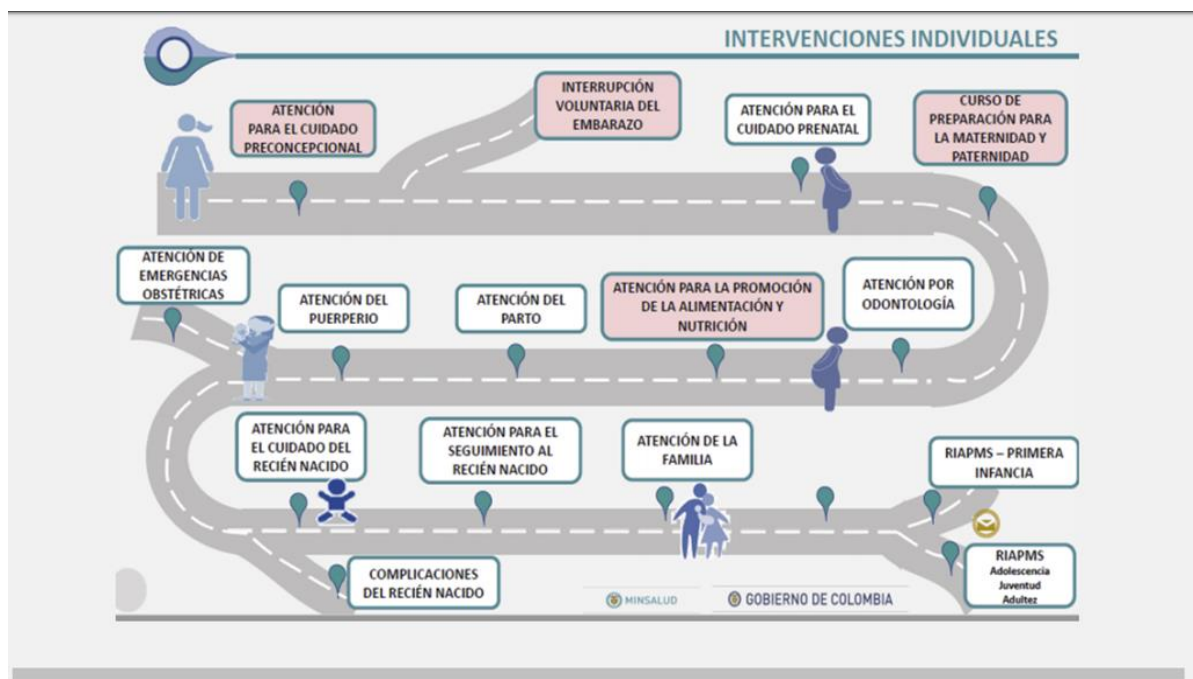 INTERVENCIONES INDIVIDUALES
ATENCIÓN
PARA EL CUIDADO
PRECONCEPCIONAL
INTERRUPCIÓN
VOLUNTARIA DEL
EMBARAZO
ATENCIÓN PARA EL
CUIDADO PRENATAL
CURSO DE
PREPARACIÓN PARA
LA MATERNIDAD Y
PATERNIDAD
ATENCIÓN DE
EMERGENCIAS
OBSTÉTRICAS
ATENCIÓN DEL
PUERPERIO
ATENCIÓN DEL
PARTO
ATENCIÓN PARA LA PROMOCIÓN
DE LA ALIMENTACIÓN Y
NUTRICIÓN
ATENCIÓN POR
ODONTOLOGÍA
ATENCIÓN PARA
EL CUIDADO DEL
RECIÉN NACIDO
ATENCIÓN PARA EL
SEGUIMIENTO AL
RECIÉN NACIDO
ATENCIÓN DE LA
FAMILIA
RIAPMS – PRIMERA
INFANCIA
COMPLICACIONES
DEL RECIÉN NACIDO
RIAPMS
Adolescencia
Juventud
Adultez
MINSALUD
GOBIERNO DE COLOMBIA